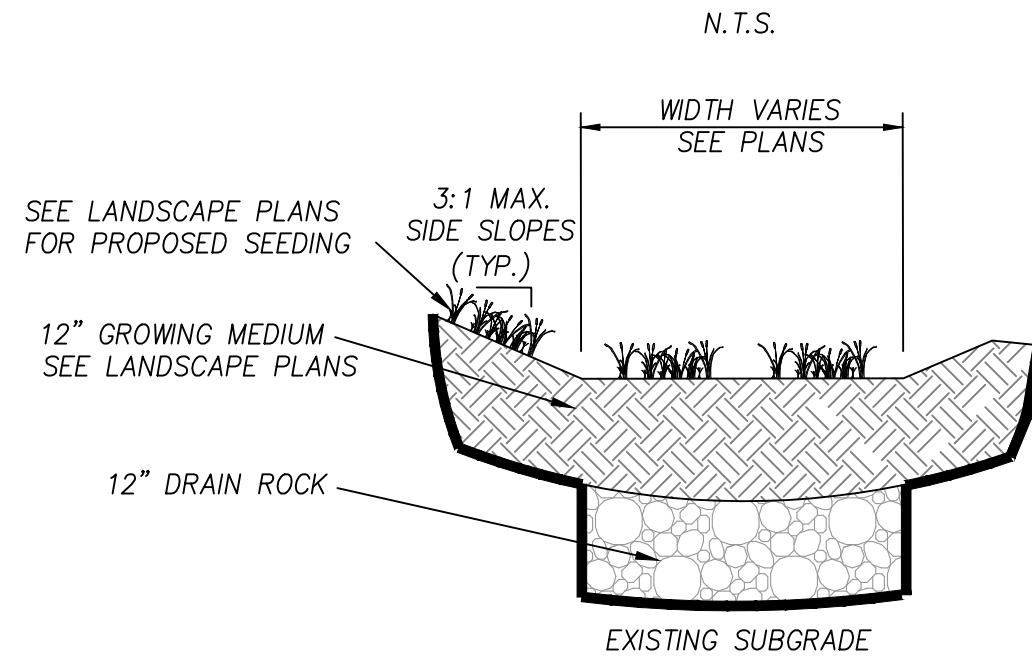 N.T.S.
WIDTH VARIES
SEE PLANS
3:1 MAX.
SIDE SLOPES
(TYP.)
SEE LANDSCAPE PLANS
FOR PROPOSED SEEDING
12” GROWING MEDIUM
SEE LANDSCAPE PLANS
12” DRAIN ROCK
EXISTING SUBGRADE